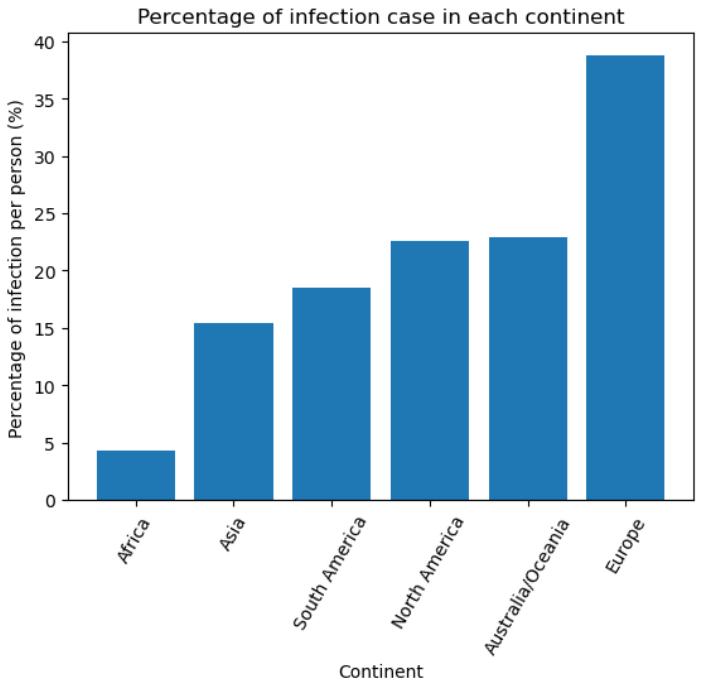 Percentage of infection case in each continent
Percentage of infection per person (%)
40
35
30
25
20
15
10
5
0
Africa
Asia
South America
North America
Australia/Oceania
Europe
Continent